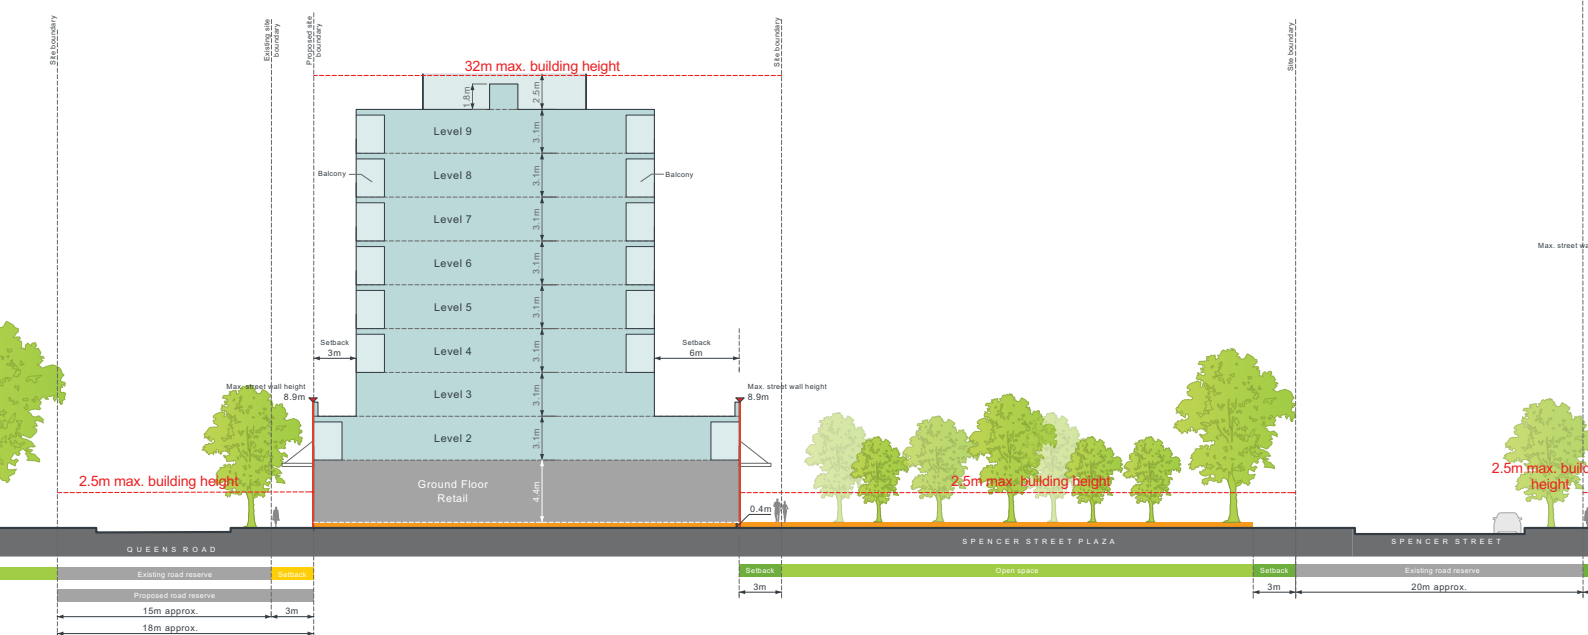 Site boundary
Existing site
boundary
Proposed site
boundary
Site boundary
Site boundary
32m max. building height
1.8m
2.5m
Level 9
3.1m
Balcony
Level 8
3.1m
Balcony
Level 7
3.1m
Level 6
3.1m
Level 5
3.1m
Setback
3m
Level 4
3.1m
Setback
6m
Max. street wall height
8.9m
Level 3
3.1m
Max. street wall height
8.9m
Level 2
3.1m
Max. street wa
2.5m max. building height
Ground Floor
Retail
4.4m
0.4m
2.5m max. building height
2.5m max. build
height
QUEENS ROAD
SPENCER STREET PLAZA
SPENCER STREET
Existing road reserve
Setback
Setback
Open space
Setback
Existing road reserve
Proposed road reserve
15m approx.
3m
3m
3m
20m approx.
18m approx.